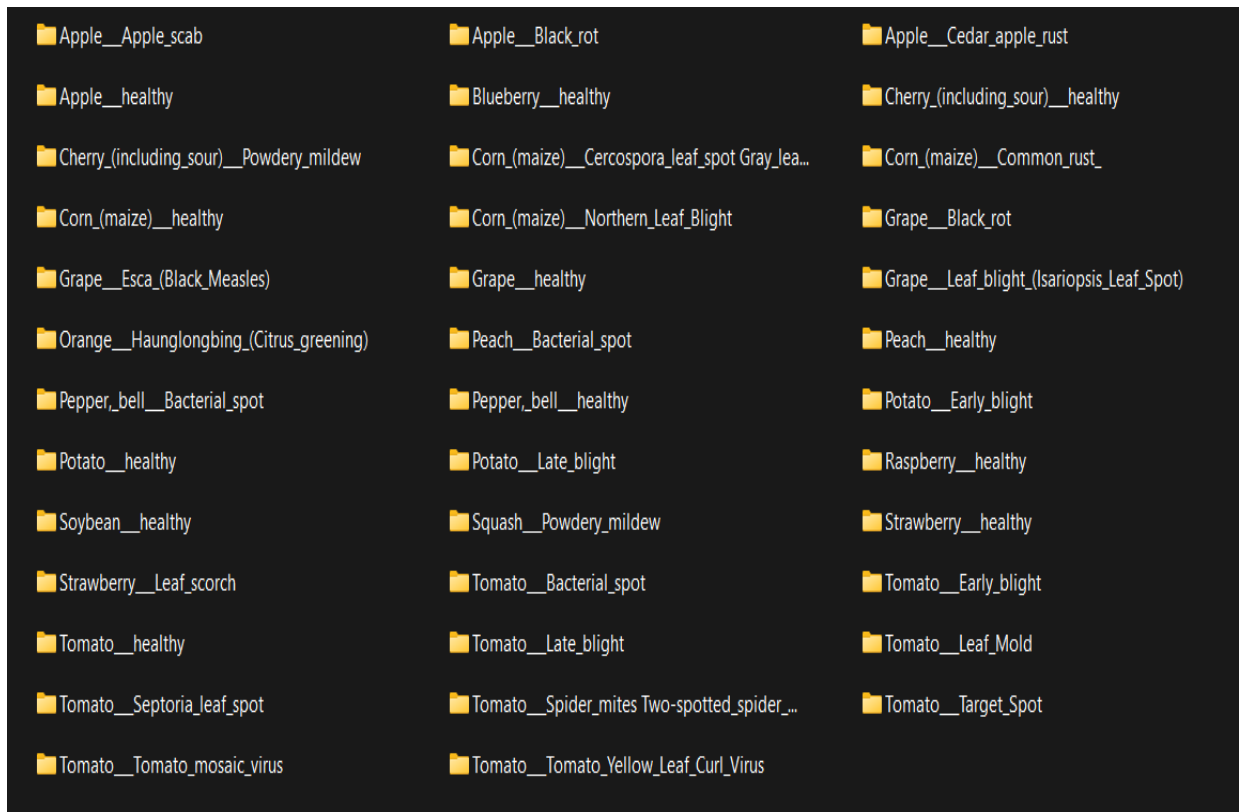 Apple___Apple_scab
Apple___Black_rot
Apple___Cedar_apple_rust
Apple___healthy
Blueberry___healthy
Cherry_(including_sour)___healthy
Cherry_(including_sour)___Powdery_mildew
Corn_(maize)___Cercospora_leaf_spot Gray_lea...
Corn_(maize)___Common_rust_
Corn_(maize)___healthy
Corn_(maize)___Northern_Leaf_Blight
Grape___Black_rot
Grape___Esca_(Black_Measles)
Grape___healthy
Grape___Leaf_blight_(Isariopsis_Leaf_Spot)
Orange___Haunglongbing_(Citrus_greening)
Peach___Bacterial_spot
Peach___healthy
Pepper,_bell___Bacterial_spot
Pepper,_bell___healthy
Potato___Early_blight
Potato___healthy
Potato___Late_blight
Raspberry___healthy
Soybean___healthy
Squash___Powdery_mildew
Strawberry___healthy
Strawberry___Leaf_scorch
Tomato___Bacterial_spot
Tomato___Early_blight
Tomato___healthy
Tomato___Late_blight
Tomato___Leaf_Mold
Tomato___Septoria_leaf_spot
Tomato___Spider_mites Two-spotted_spider_...
Tomato___Target_Spot
Tomato___Tomato_mosaic_virus
Tomato___Tomato_Yellow_Leaf_Curl_Virus